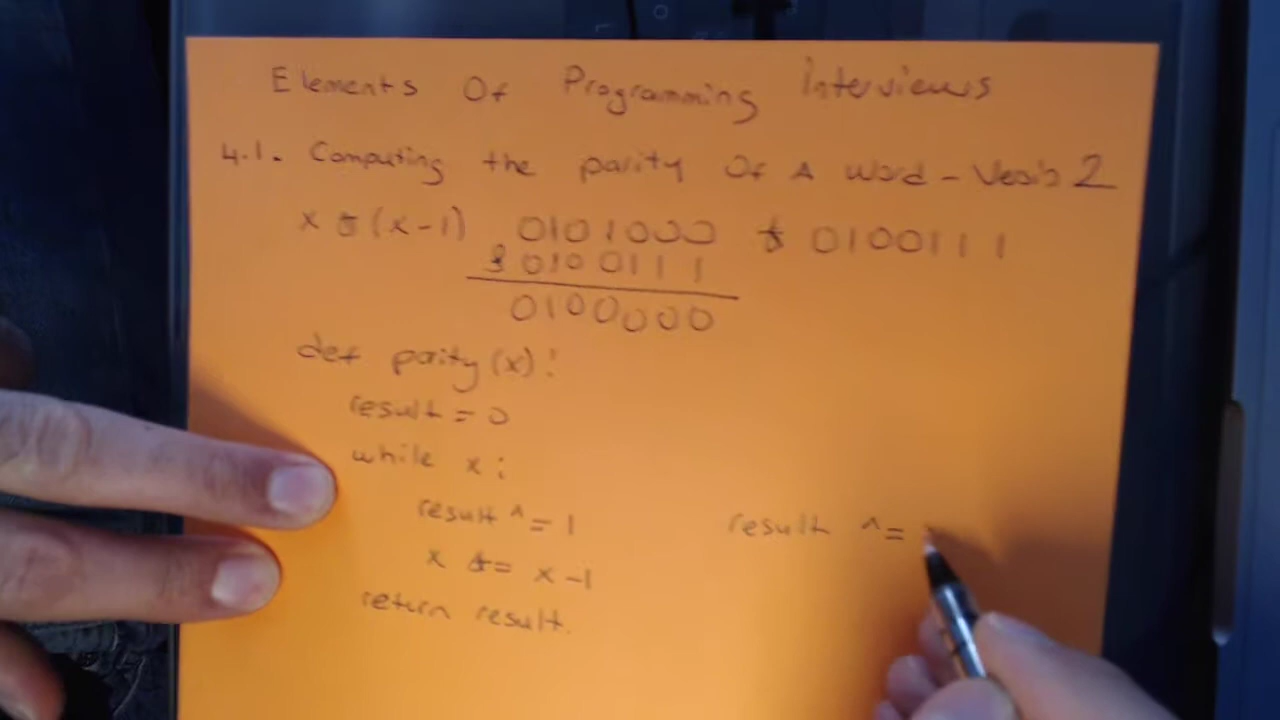 Elements Of Programming Interviews
4.1. Computing the parity Of A Word - Version 2
x & (x-1) 0101000 & 0100111
& 0100111
0100000
def parity (x):
result = 0
while x:
result ^= 1 result ^=
x &= x-1
return result.